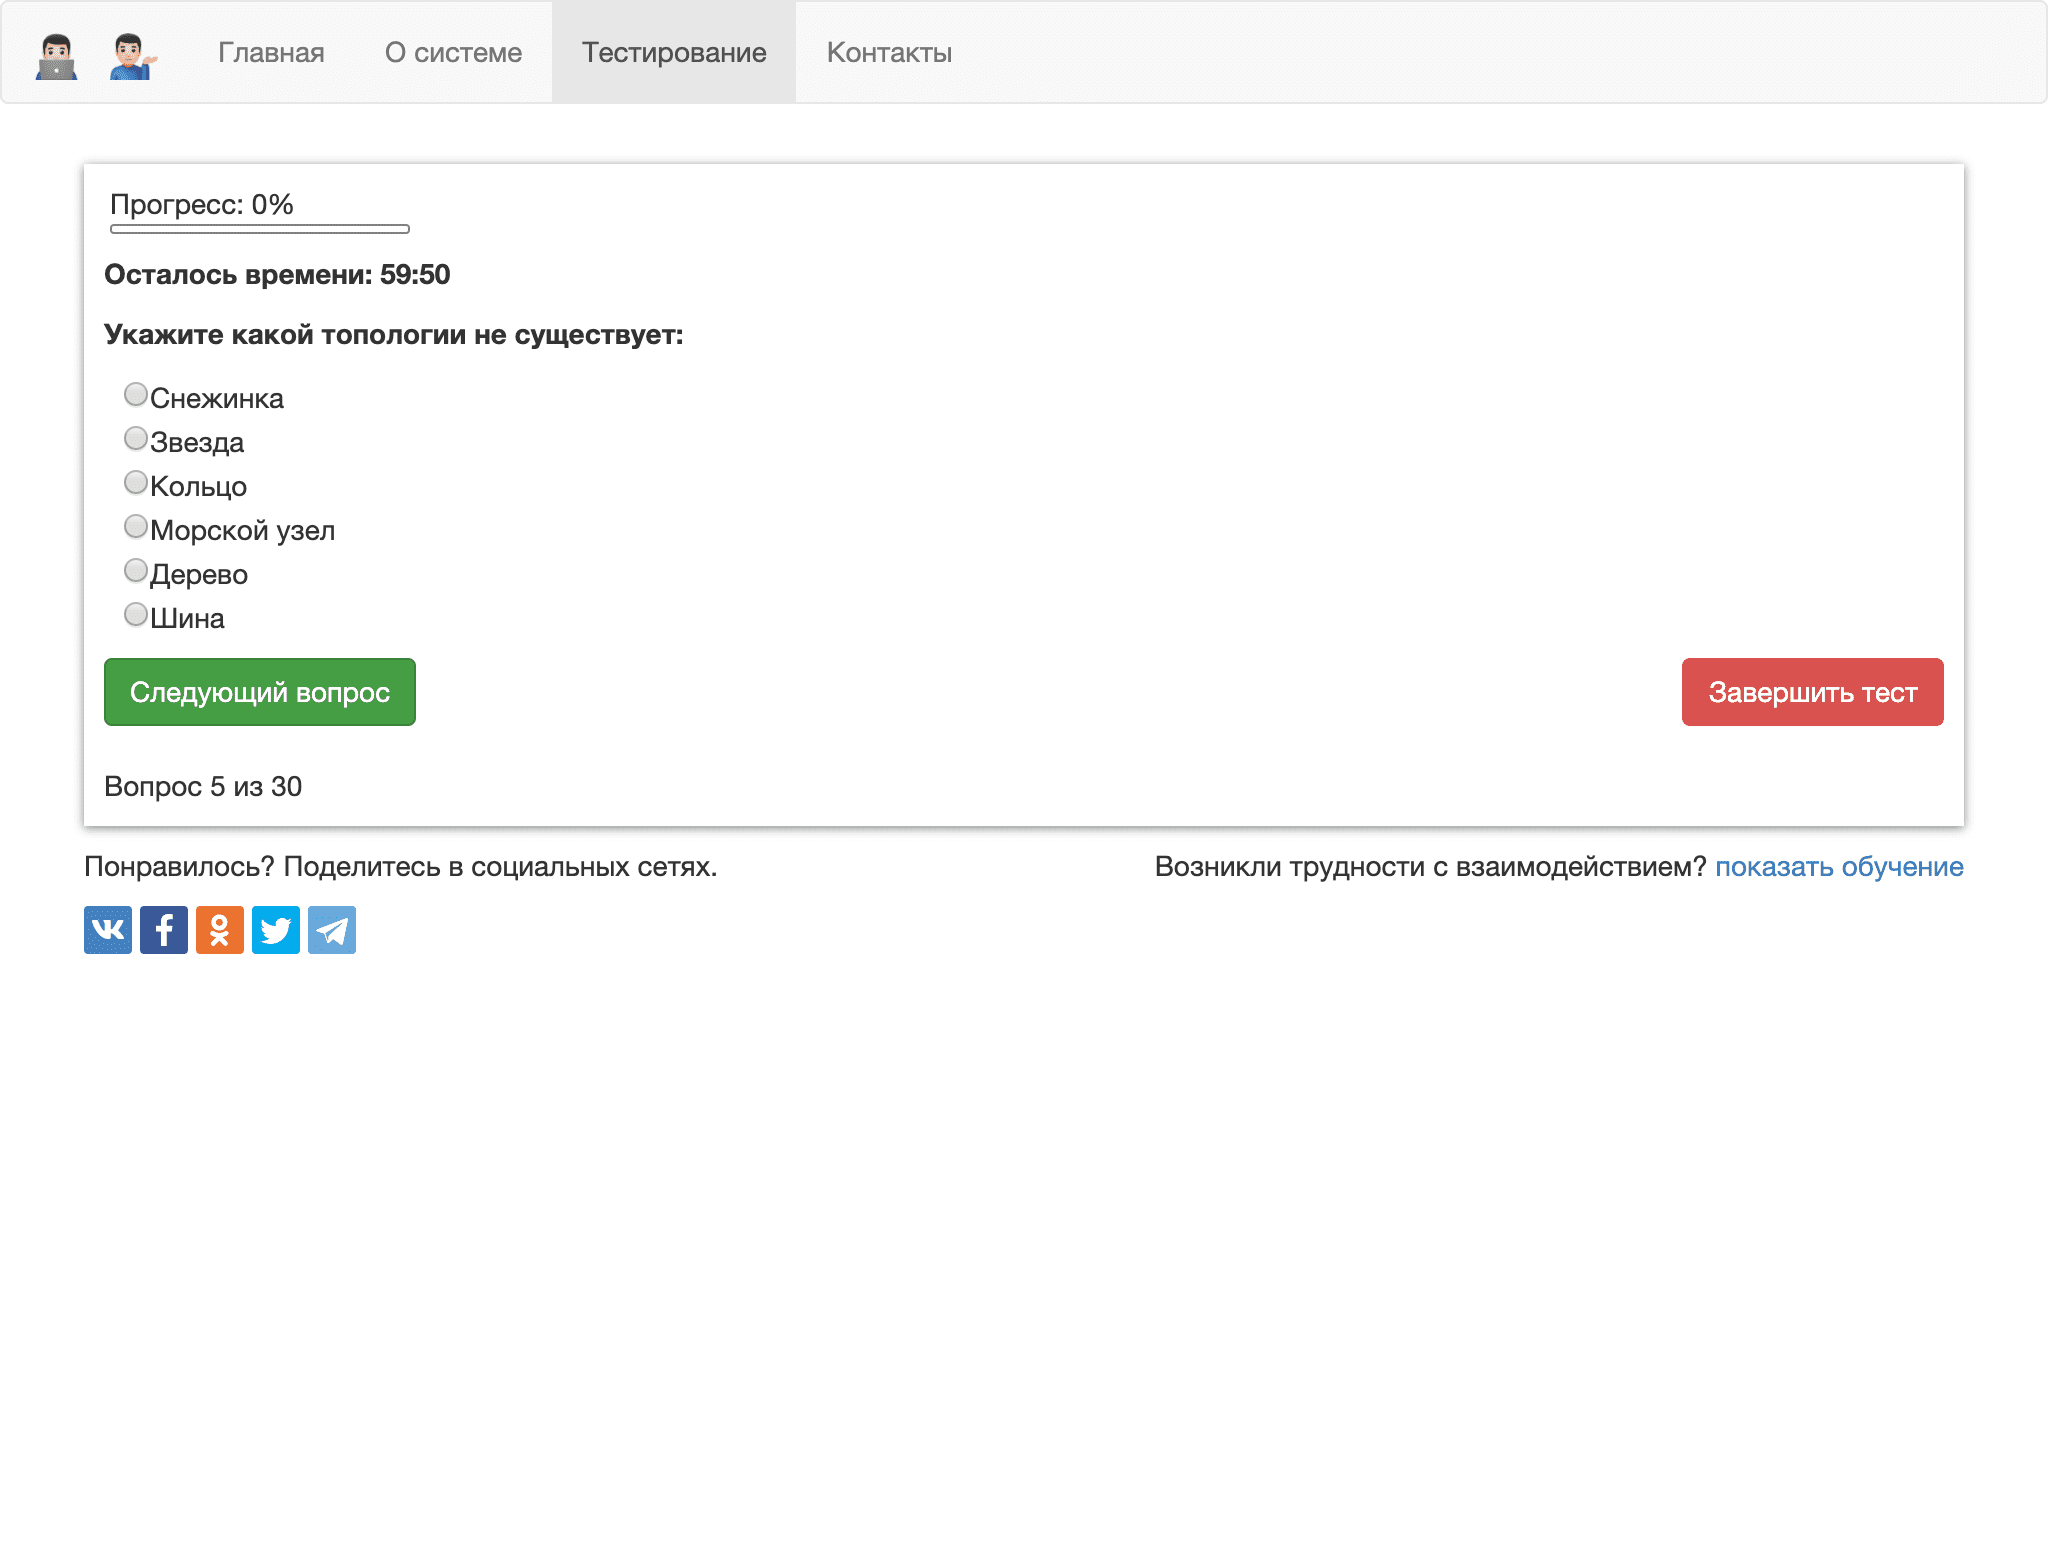 Главная О системе Тестирование Контакты
Прогресс: 0%
Осталось времени: 59:50
Укажите какой топологии не существует:
Снежинка
Звезда
Кольцо
Морской узел
Дерево
Шина
Следующий вопрос Завершить тест
Вопрос 5 из 30
Понравилось? Поделитесь в социальных сетях. Возникли трудности с взаимодействием? показать обучение